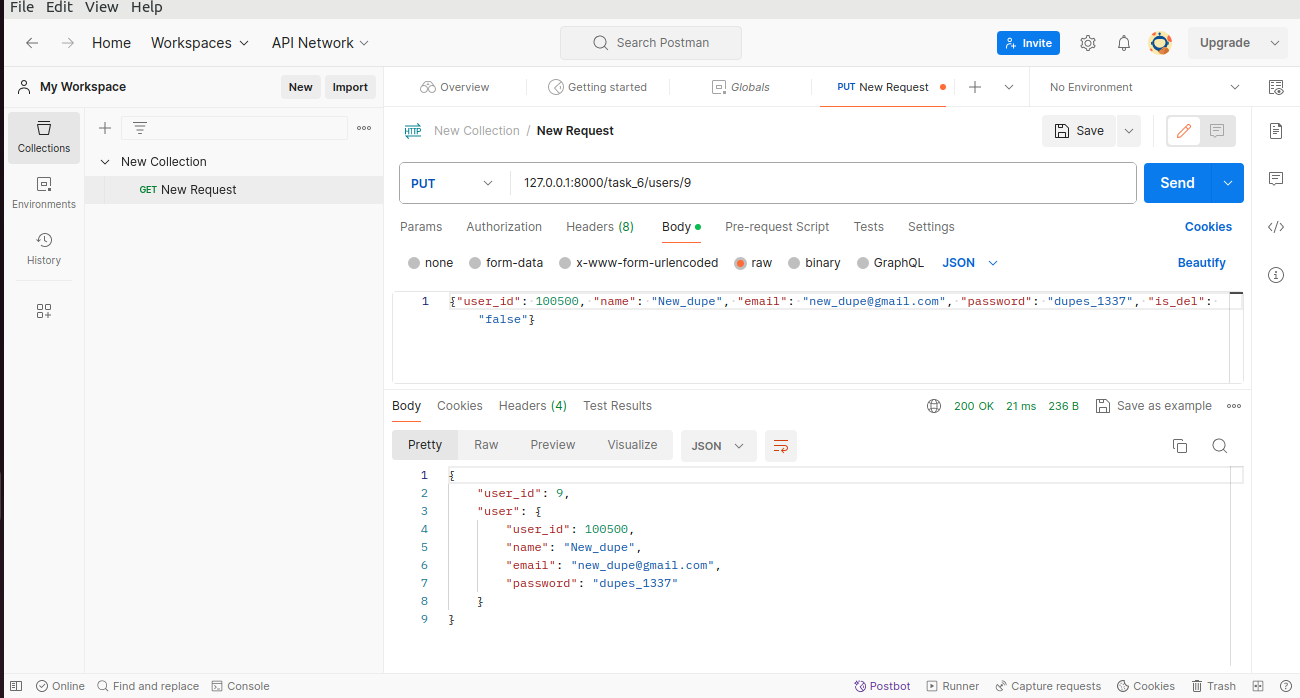 File Edit View Help
Home Workspaces API Network Search Postman Invite Upgrade
My Workspace New Import Overview Getting started Globals PUT New Request No Environment
Collections
New Collection
GET New Request
Environments
History
HTTP New Collection / New Request Save
PUT 127.0.0.1:8000/task_6/users/9 Send
Params Authorization Headers (8) Body Pre-request Script Tests Settings Cookies
none form-data x-www-form-urlencoded raw binary GraphQL JSON Beautify
1 {"user_id": 100500, "name": "New_dupe", "email": "new_dupe@gmail.com", "password": "dupes_1337", "is_del":
"false"}
Body Cookies Headers (4) Test Results 200 OK 21 ms 236 B Save as example
Pretty Raw Preview Visualize JSON
1 {
2 "user_id": 9,
3 "user": {
4 "user_id": 100500,
5 "name": "New_dupe",
6 "email": "new_dupe@gmail.com",
7 "password": "dupes_1337"
8 }
9 }
Online Find and replace Console Postbot Runner Capture requests Cookies Trash